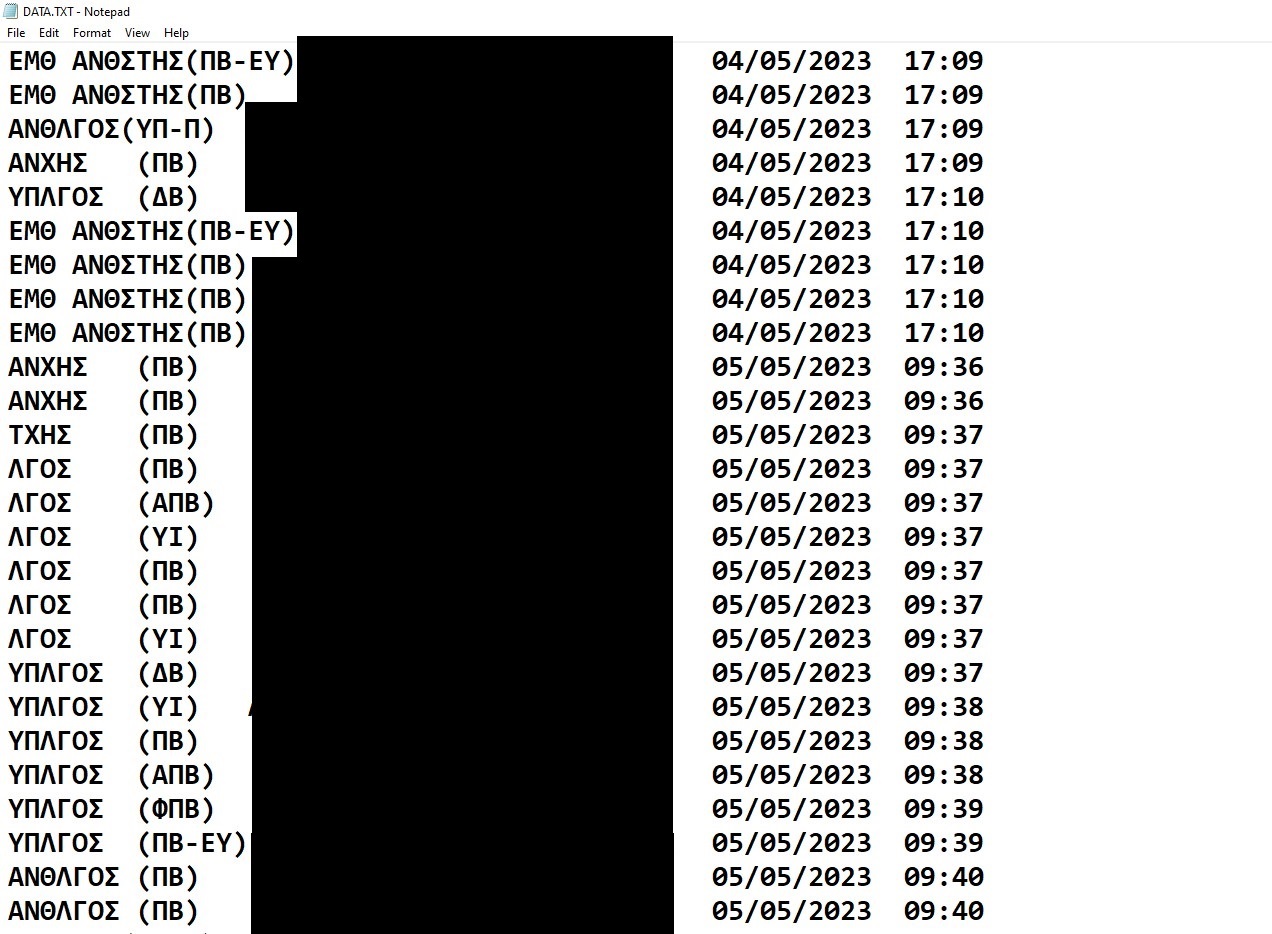 DATA.TXT - Notepad
File Edit Format View Help
ΕΜΘ ΑΝΘΣΤΗΣ(ΠΒ-ΕΥ) 04/05/2023 17:09
ΕΜΘ ΑΝΘΣΤΗΣ(ΠΒ) 04/05/2023 17:09
ΑΝΘΛΓΟΣ(ΥΠ-Π) 04/05/2023 17:09
ΑΝΧΗΣ (ΠΒ) 04/05/2023 17:09
ΥΠΛΓΟΣ (ΔΒ) 04/05/2023 17:10
ΕΜΘ ΑΝΘΣΤΗΣ(ΠΒ-ΕΥ) 04/05/2023 17:10
ΕΜΘ ΑΝΘΣΤΗΣ(ΠΒ) 04/05/2023 17:10
ΕΜΘ ΑΝΘΣΤΗΣ(ΠΒ) 04/05/2023 17:10
ΕΜΘ ΑΝΘΣΤΗΣ(ΠΒ) 04/05/2023 17:10
ΑΝΧΗΣ (ΠΒ) 05/05/2023 09:36
ΑΝΧΗΣ (ΠΒ) 05/05/2023 09:36
ΤΧΗΣ (ΠΒ) 05/05/2023 09:37
ΛΓΟΣ (ΠΒ) 05/05/2023 09:37
ΛΓΟΣ (ΑΠΒ) 05/05/2023 09:37
ΛΓΟΣ (ΥΙ) 05/05/2023 09:37
ΛΓΟΣ (ΠΒ) 05/05/2023 09:37
ΛΓΟΣ (ΠΒ) 05/05/2023 09:37
ΛΓΟΣ (ΥΙ) 05/05/2023 09:37
ΥΠΛΓΟΣ (ΔΒ) 05/05/2023 09:37
ΥΠΛΓΟΣ (ΥΙ) 05/05/2023 09:38
ΥΠΛΓΟΣ (ΠΒ) 05/05/2023 09:38
ΥΠΛΓΟΣ (ΑΠΒ) 05/05/2023 09:38
ΥΠΛΓΟΣ (ΦΠΒ) 05/05/2023 09:39
ΥΠΛΓΟΣ (ΠΒ-ΕΥ) 05/05/2023 09:39
ΑΝΘΛΓΟΣ (ΠΒ) 05/05/2023 09:40
ΑΝΘΛΓΟΣ (ΠΒ) 05/05/2023 09:40